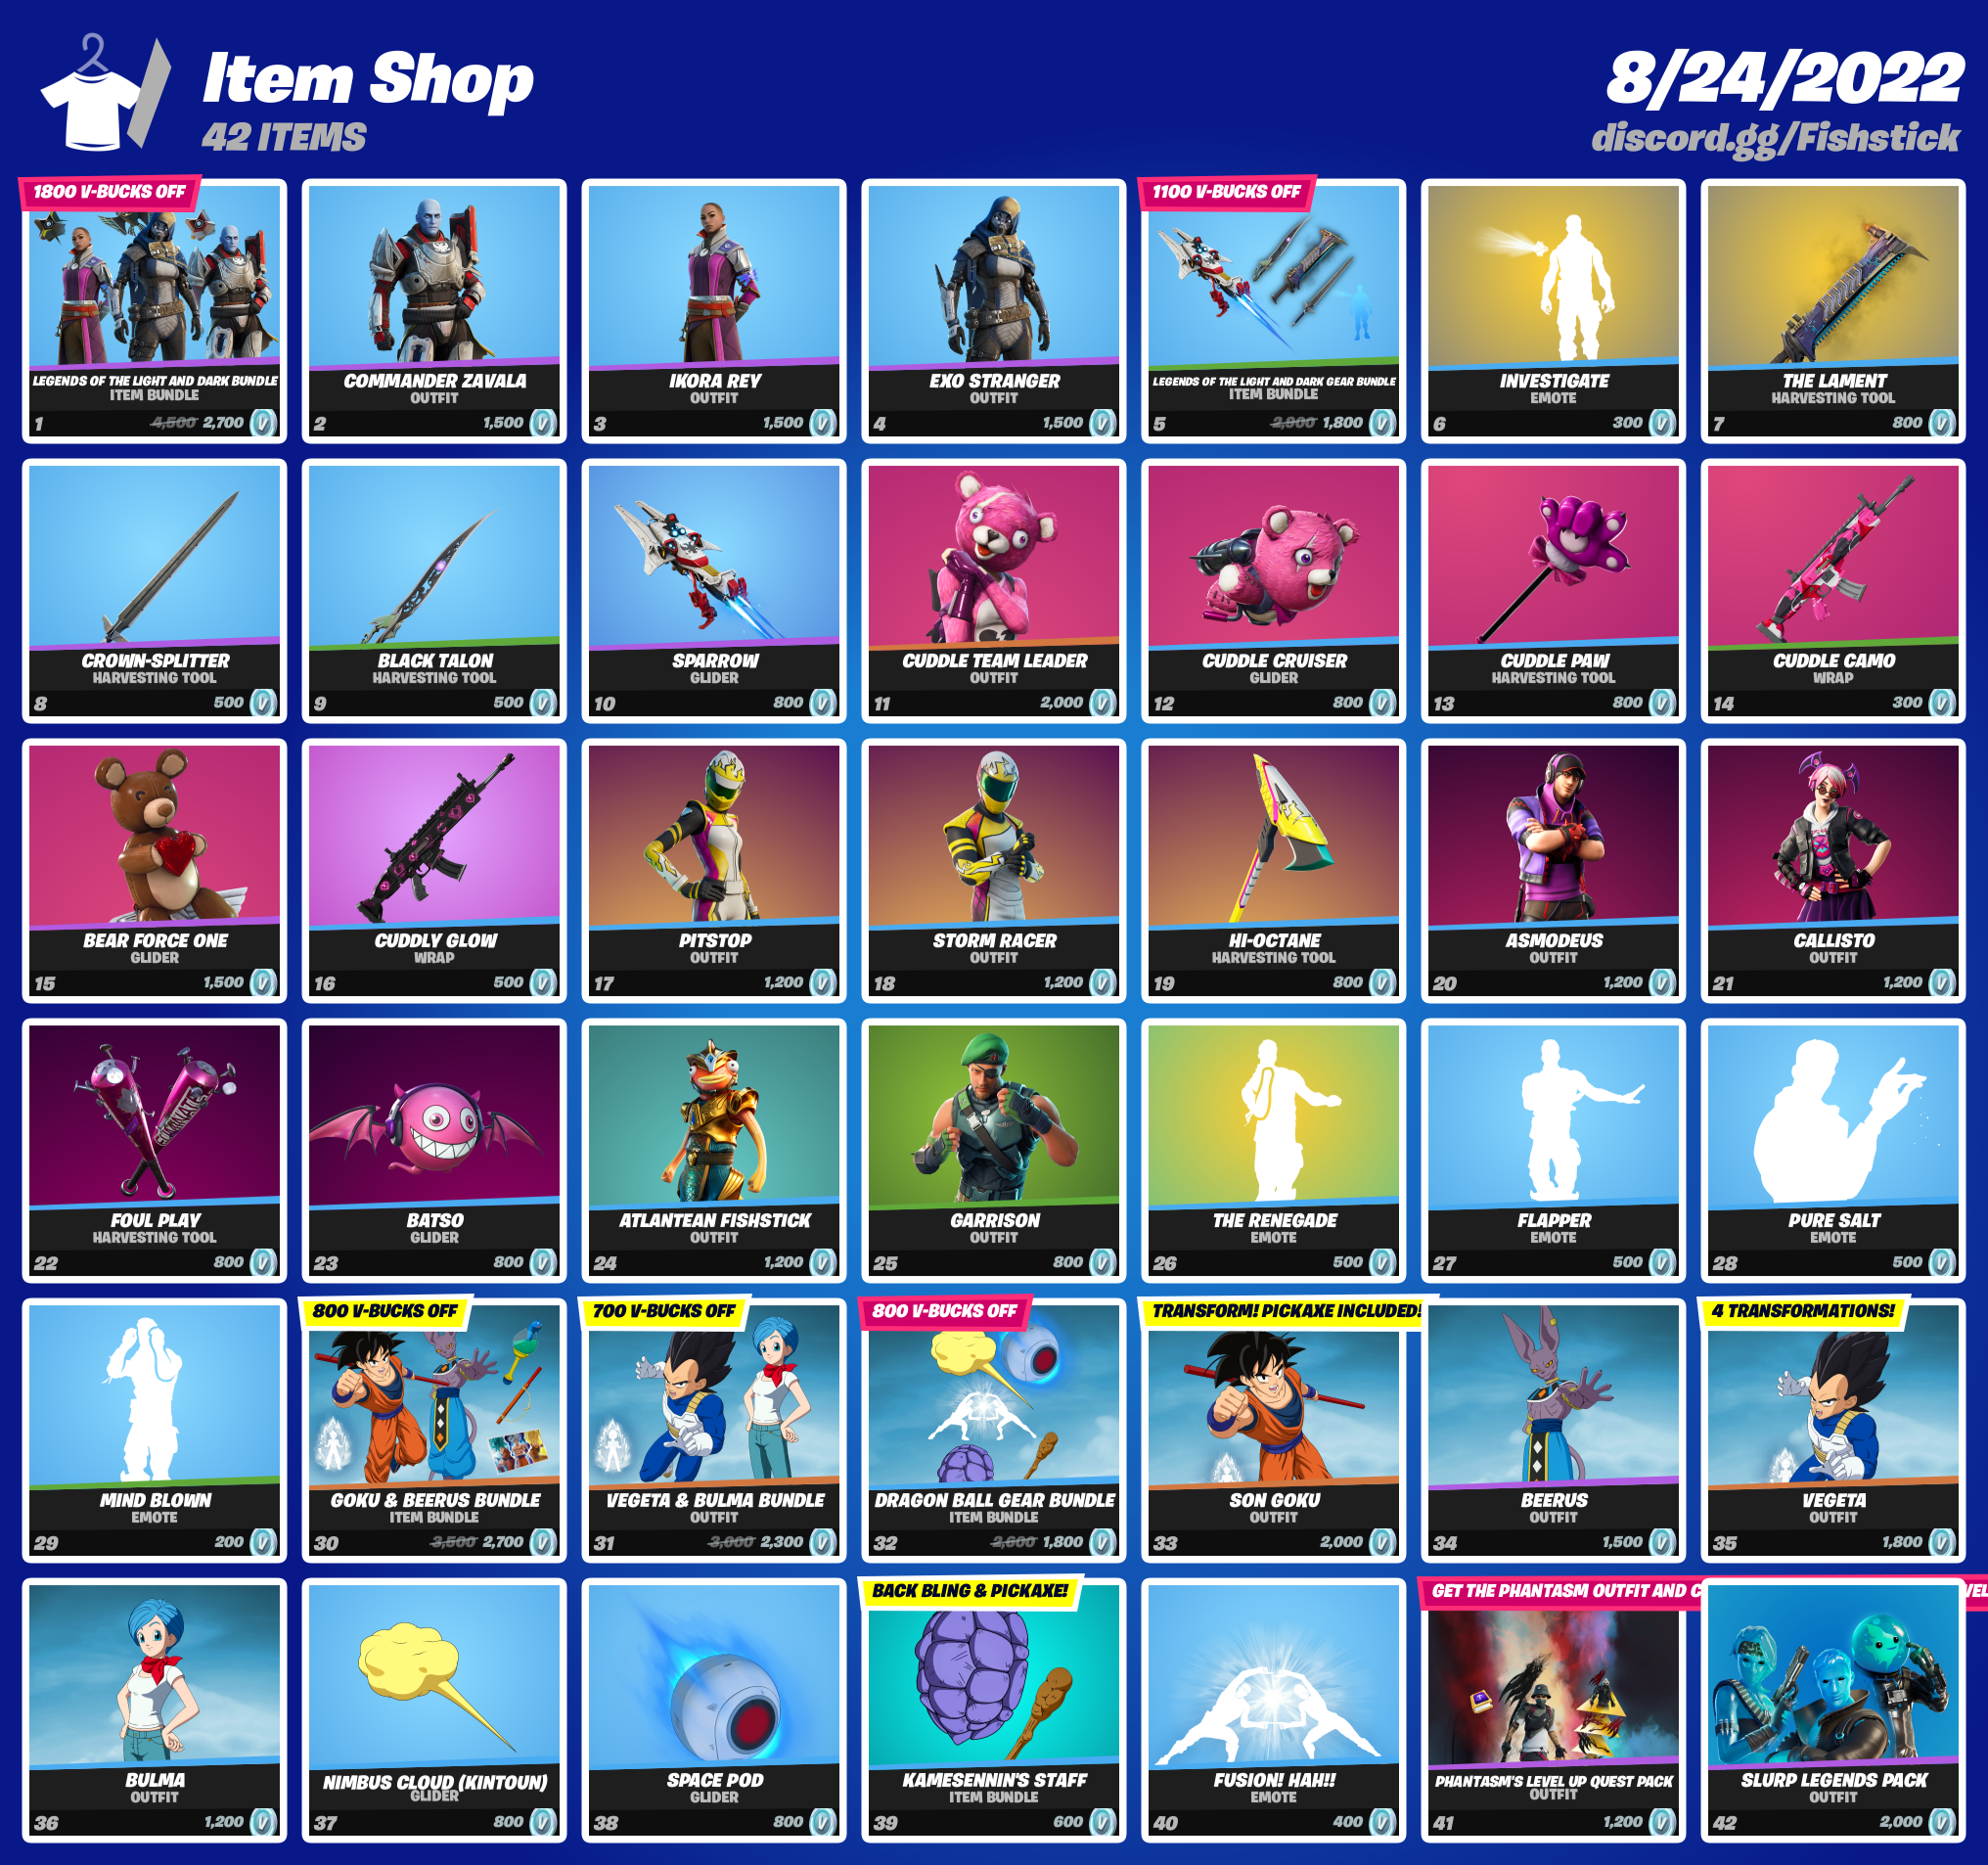 Item Shop
42 ITEMS
8/24/2022
discord.gg/Fishstick
1800 V-BUCKS OFF
LEGENDS OF THE LIGHT AND DARK BUNDLE
ITEM BUNDLE
1 4,500 2,700
COMMANDER ZAVALA
OUTFIT
2 1,500
IKORA REY
OUTFIT
3 1,500
EXO STRANGER
OUTFIT
4 1,500
1100 V-BUCKS OFF
LEGENDS OF THE LIGHT AND DARK GEAR BUNDLE
ITEM BUNDLE
5 2,900 1,800
INVESTIGATE
EMOTE
6 300
THE LAMENT
HARVESTING TOOL
7 800
CROWN-SPLITTER
HARVESTING TOOL
8 500
BLACK TALON
HARVESTING TOOL
9 500
SPARROW
GLIDER
10 800
CUDDLE TEAM LEADER
OUTFIT
11 2,000
CUDDLE CRUISER
GLIDER
12 800
CUDDLE PAW
HARVESTING TOOL
13 800
CUDDLE CAMO
WRAP
14 300
BEAR FORCE ONE
GLIDER
15 1,500
CUDDLY GLOW
WRAP
16 500
PITSTOP
OUTFIT
17 1,200
STORM RACER
OUTFIT
18 1,200
HI-OCTANE
HARVESTING TOOL
19 800
ASMODEUS
OUTFIT
20 1,200
CALLISTO
OUTFIT
21 1,200
FOUL PLAY
HARVESTING TOOL
22 800
BATSO
GLIDER
23 800
ATLANTEAN FISHSTICK
OUTFIT
24 1,200
GARRISON
OUTFIT
25 800
THE RENEGADE
EMOTE
26 500
FLAPPER
EMOTE
27 500
PURE SALT
EMOTE
28 500
MIND BLOWN
EMOTE
29 200
800 V-BUCKS OFF
GOKU & BEERUS BUNDLE
ITEM BUNDLE
30 3,500 2,700
700 V-BUCKS OFF
VEGETA & BULMA BUNDLE
OUTFIT
31 3,000 2,300
800 V-BUCKS OFF
DRAGON BALL GEAR BUNDLE
ITEM BUNDLE
32 2,600 1,800
TRANSFORM! PICKAXE INCLUDED!
SON GOKU
OUTFIT
33 2,000
BEERUS
OUTFIT
34 1,500
4 TRANSFORMATIONS!
VEGETA
OUTFIT
35 1,800
BULMA
OUTFIT
36 1,200
NIMBUS CLOUD (KINTOUN)
GLIDER
37 800
SPACE POD
GLIDER
38 800
BACK BLING & PICKAXE!
KAMESENNIN'S STAFF
ITEM BUNDLE
39 600
FUSION! HAH!!
EMOTE
40 400
GET THE PHANTASM OUTFIT AND
PHANTASM'S LEVEL UP QUEST PACK
OUTFIT
41 1,200
SLURP LEGENDS PACK
OUTFIT
42 2,000